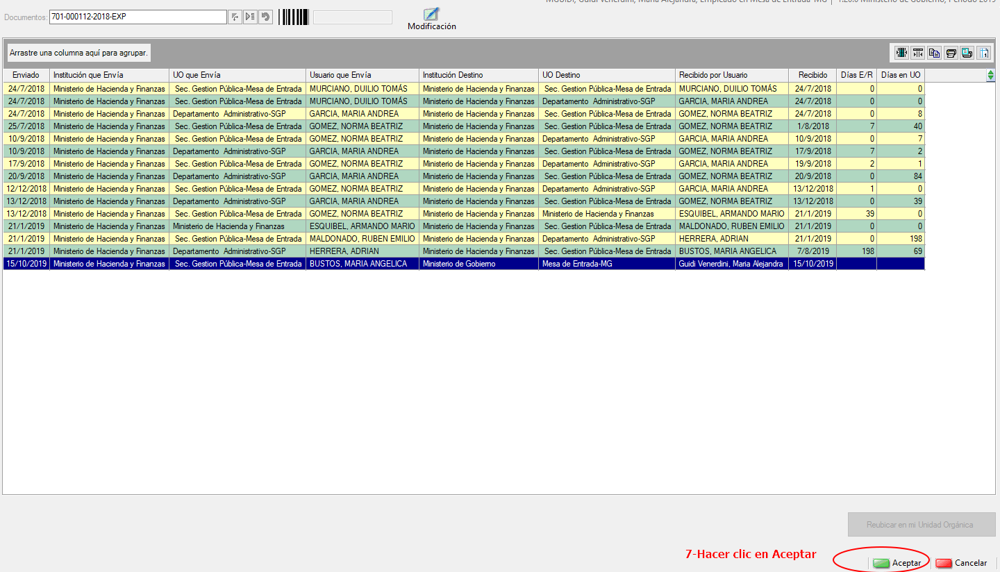 MGUIDI, Guidi Venerdini, Maria Alejandra, Empleado en Mesa de Entrada-MG | 1.20.0 Ministerio de Gobierno, Periodo 2019
Documentos: 701-000112-2018-EXP
Modificación
Arrastre una columna aquí para agrupar.
Enviado Institución que Envía UO que Envía Usuario que Envía Institución Destino UO Destino Recibido por Usuario Recibido Días E/R Días en UO
24/7/2018 Ministerio de Hacienda y Finanzas Sec. Gestion Pública-Mesa de Entrada MURCIANO, DUILIO TOMÁS Ministerio de Hacienda y Finanzas Sec. Gestion Pública-Mesa de Entrada MURCIANO, DUILIO TOMÁS 24/7/2018 0 0
24/7/2018 Ministerio de Hacienda y Finanzas Sec. Gestion Pública-Mesa de Entrada MURCIANO, DUILIO TOMÁS Ministerio de Hacienda y Finanzas Departamento Administrativo-SGP GARCIA, MARIA ANDREA 24/7/2018 0 0
24/7/2018 Ministerio de Hacienda y Finanzas Departamento Administrativo-SGP GARCIA, MARIA ANDREA Ministerio de Hacienda y Finanzas Sec. Gestion Pública-Mesa de Entrada GOMEZ, NORMA BEATRIZ 24/7/2018 0 8
25/7/2018 Ministerio de Hacienda y Finanzas Sec. Gestion Pública-Mesa de Entrada GOMEZ, NORMA BEATRIZ Ministerio de Hacienda y Finanzas Sec. Gestion Pública-Mesa de Entrada GOMEZ, NORMA BEATRIZ 1/8/2018 7 40
10/9/2018 Ministerio de Hacienda y Finanzas Sec. Gestion Pública-Mesa de Entrada GOMEZ, NORMA BEATRIZ Ministerio de Hacienda y Finanzas Departamento Administrativo-SGP GARCIA, MARIA ANDREA 10/9/2018 0 7
10/9/2018 Ministerio de Hacienda y Finanzas Departamento Administrativo-SGP GARCIA, MARIA ANDREA Ministerio de Hacienda y Finanzas Sec. Gestion Pública-Mesa de Entrada GOMEZ, NORMA BEATRIZ 17/9/2018 7 2
17/9/2018 Ministerio de Hacienda y Finanzas Sec. Gestion Pública-Mesa de Entrada GOMEZ, NORMA BEATRIZ Ministerio de Hacienda y Finanzas Departamento Administrativo-SGP GARCIA, MARIA ANDREA 19/9/2018 2 1
20/9/2018 Ministerio de Hacienda y Finanzas Departamento Administrativo-SGP GARCIA, MARIA ANDREA Ministerio de Hacienda y Finanzas Sec. Gestion Pública-Mesa de Entrada GOMEZ, NORMA BEATRIZ 20/9/2018 0 84
12/12/2018 Ministerio de Hacienda y Finanzas Sec. Gestion Pública-Mesa de Entrada GOMEZ, NORMA BEATRIZ Ministerio de Hacienda y Finanzas Departamento Administrativo-SGP GARCIA, MARIA ANDREA 13/12/2018 1 0
13/12/2018 Ministerio de Hacienda y Finanzas Departamento Administrativo-SGP GARCIA, MARIA ANDREA Ministerio de Hacienda y Finanzas Sec. Gestion Pública-Mesa de Entrada GOMEZ, NORMA BEATRIZ 13/12/2018 0 39
13/12/2018 Ministerio de Hacienda y Finanzas Sec. Gestion Pública-Mesa de Entrada GOMEZ, NORMA BEATRIZ Ministerio de Hacienda y Finanzas Ministerio de Hacienda y Finanzas ESQUIBEL, ARMANDO MARIO 21/1/2019 39 0
21/1/2019 Ministerio de Hacienda y Finanzas Ministerio de Hacienda y Finanzas ESQUIBEL, ARMANDO MARIO Ministerio de Hacienda y Finanzas Sec. Gestion Pública-Mesa de Entrada MALDONADO, RUBEN EMILIO 21/1/2019 0 0
21/1/2019 Ministerio de Hacienda y Finanzas Sec. Gestion Pública-Mesa de Entrada MALDONADO, RUBEN EMILIO Ministerio de Hacienda y Finanzas Departamento Administrativo-SGP HERRERA, ADRIAN 21/1/2019 0 198
21/1/2019 Ministerio de Hacienda y Finanzas Departamento Administrativo-SGP HERRERA, ADRIAN Ministerio de Hacienda y Finanzas Sec. Gestion Pública-Mesa de Entrada BUSTOS, MARIA ANGELICA 7/8/2019 198 69
15/10/2019 Ministerio de Hacienda y Finanzas Sec. Gestion Pública-Mesa de Entrada BUSTOS, MARIA ANGELICA Ministerio de Gobierno Mesa de Entrada-MG Guidi Venerdini, Maria Alejandra 15/10/2019
Reubicar en mi Unidad Orgánica
7-Hacer clic en Aceptar
Aceptar Cancelar